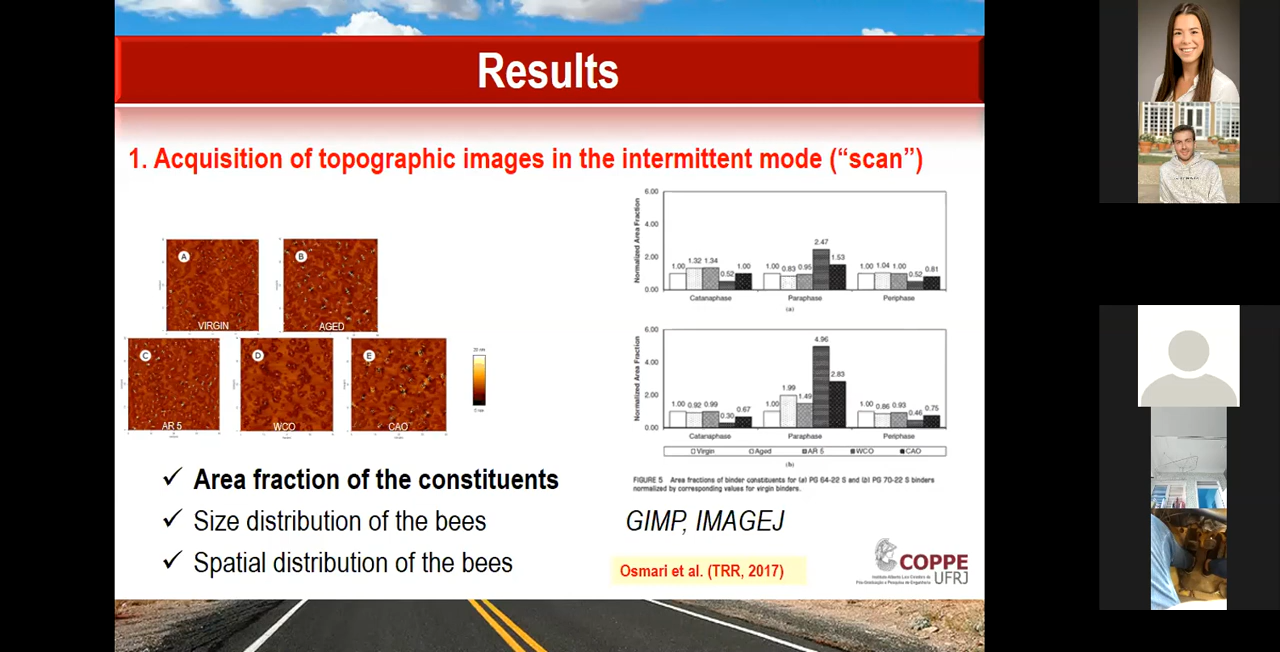 Results
1. Acquisition of topographic images in the intermittent mode (“scan”)
A
VIRGIN
B
AGED
C
AR 5
D
WCO
E
CAO
Normalized Area Fraction
6.00
4.00
2.00
0.00
1.00 1.32 1.34 0.52 1.00
1.00 0.83 0.95 2.47 1.53
1.00 1.04 1.00 0.52 0.81
Catanaphase Paraphase Periphase
(a)
Normalized Area Fraction
6.00
4.00
2.00
0.00
1.00 0.92 0.99 0.30 0.67
1.00 1.99 1.49 4.96 2.83
1.00 0.86 0.93 0.46 0.75
Catanaphase Paraphase Periphase
Virgin Aged AR 5 WCO CAO
(b)
FIGURE 5 Area fractions of binder constituents for (a) PG 64-22 S and (b) PG 70-22 S binders
normalized by corresponding values for virgin binders.
✓ Area fraction of the constituents
✓ Size distribution of the bees
✓ Spatial distribution of the bees
GIMP, IMAGEJ
Osmari et al. (TRR, 2017)
COPPE
UFRJ